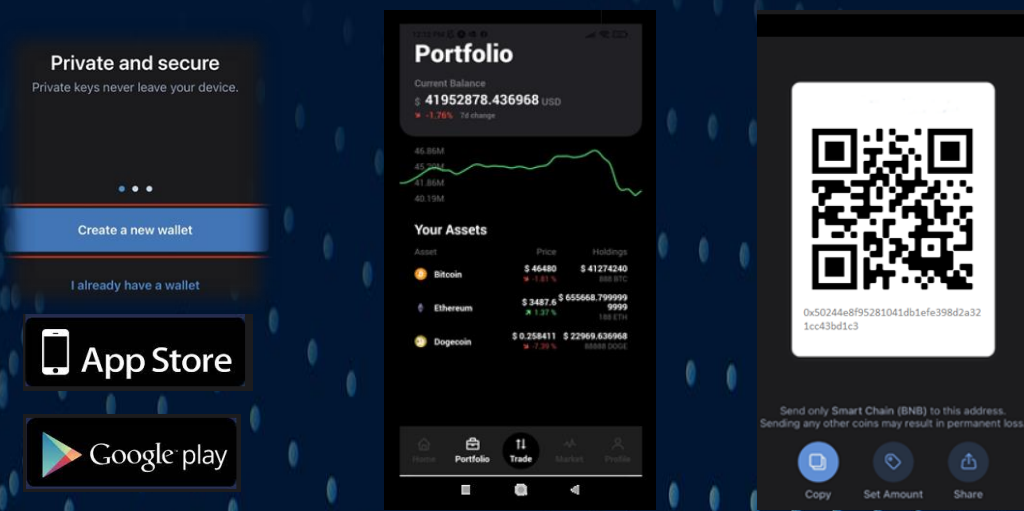 Private and secure
Private keys never leave your device.
Create a new wallet
I already have a wallet
App Store
Google play
Portfolio
Current Balance
$ 41952878.436968 USD
-1.76% 7d change
46.86M
45.20M
41.86M
40.19M
Your Assets
Asset Price Holdings
Bitcoin $ 46480 $ 41274240
-1.81 % 888 BTC
Ethereum $ 3487.6 $ 655668.799999
9999
1.37 % 188 ETH
Dogecoin $ 0.258411 $ 22969.636968
-7.39 % 88888 DOGE
Home Portfolio Trade Market Profile
0x50244e8f95281041db1efe398d2a32
1cc43bd1c3
Send only Smart Chain (BNB) to this address.
Sending any other coins may result in permanent loss
Copy Set Amount Share